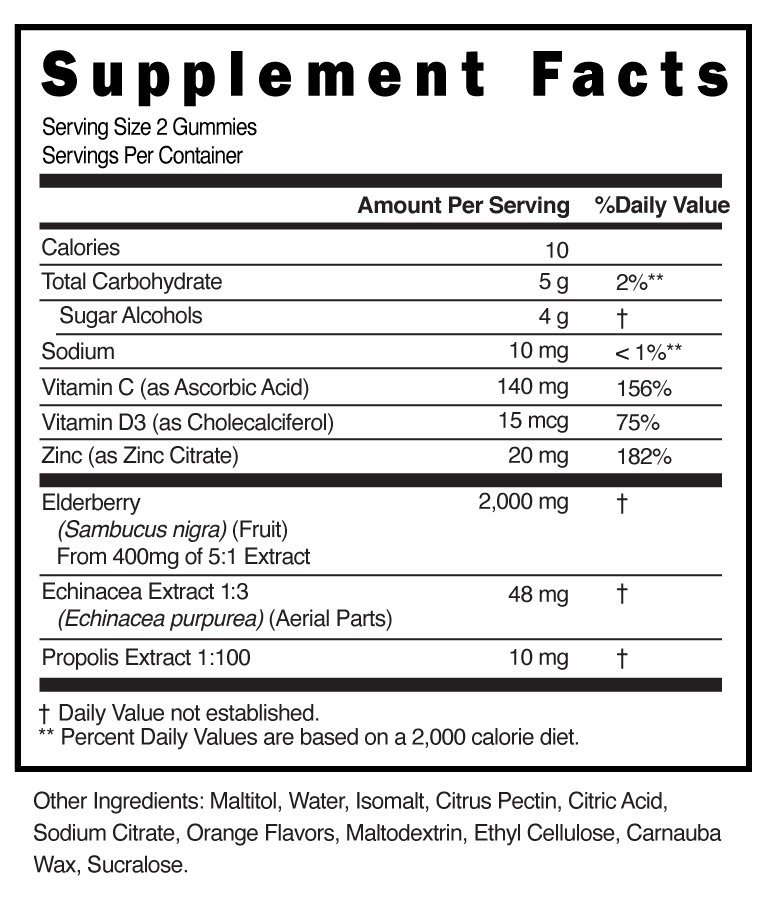 Supplement Facts
Serving Size 2 Gummies
Servings Per Container
Amount Per Serving %Daily Value
Calories 10
Total Carbohydrate 5 g 2%**
Sugar Alcohols 4 g †
Sodium 10 mg < 1%**
Vitamin C (as Ascorbic Acid) 140 mg 156%
Vitamin D3 (as Cholecalciferol) 15 mcg 75%
Zinc (as Zinc Citrate) 20 mg 182%
Elderberry 2,000 mg †
(Sambucus nigra) (Fruit)
From 400mg of 5:1 Extract
Echinacea Extract 1:3 48 mg †
(Echinacea purpurea) (Aerial Parts)
Propolis Extract 1:100 10 mg †
† Daily Value not established.
** Percent Daily Values are based on a 2,000 calorie diet.
Other Ingredients: Maltitol, Water, Isomalt, Citrus Pectin, Citric Acid,
Sodium Citrate, Orange Flavors, Maltodextrin, Ethyl Cellulose, Carnauba
Wax, Sucralose.